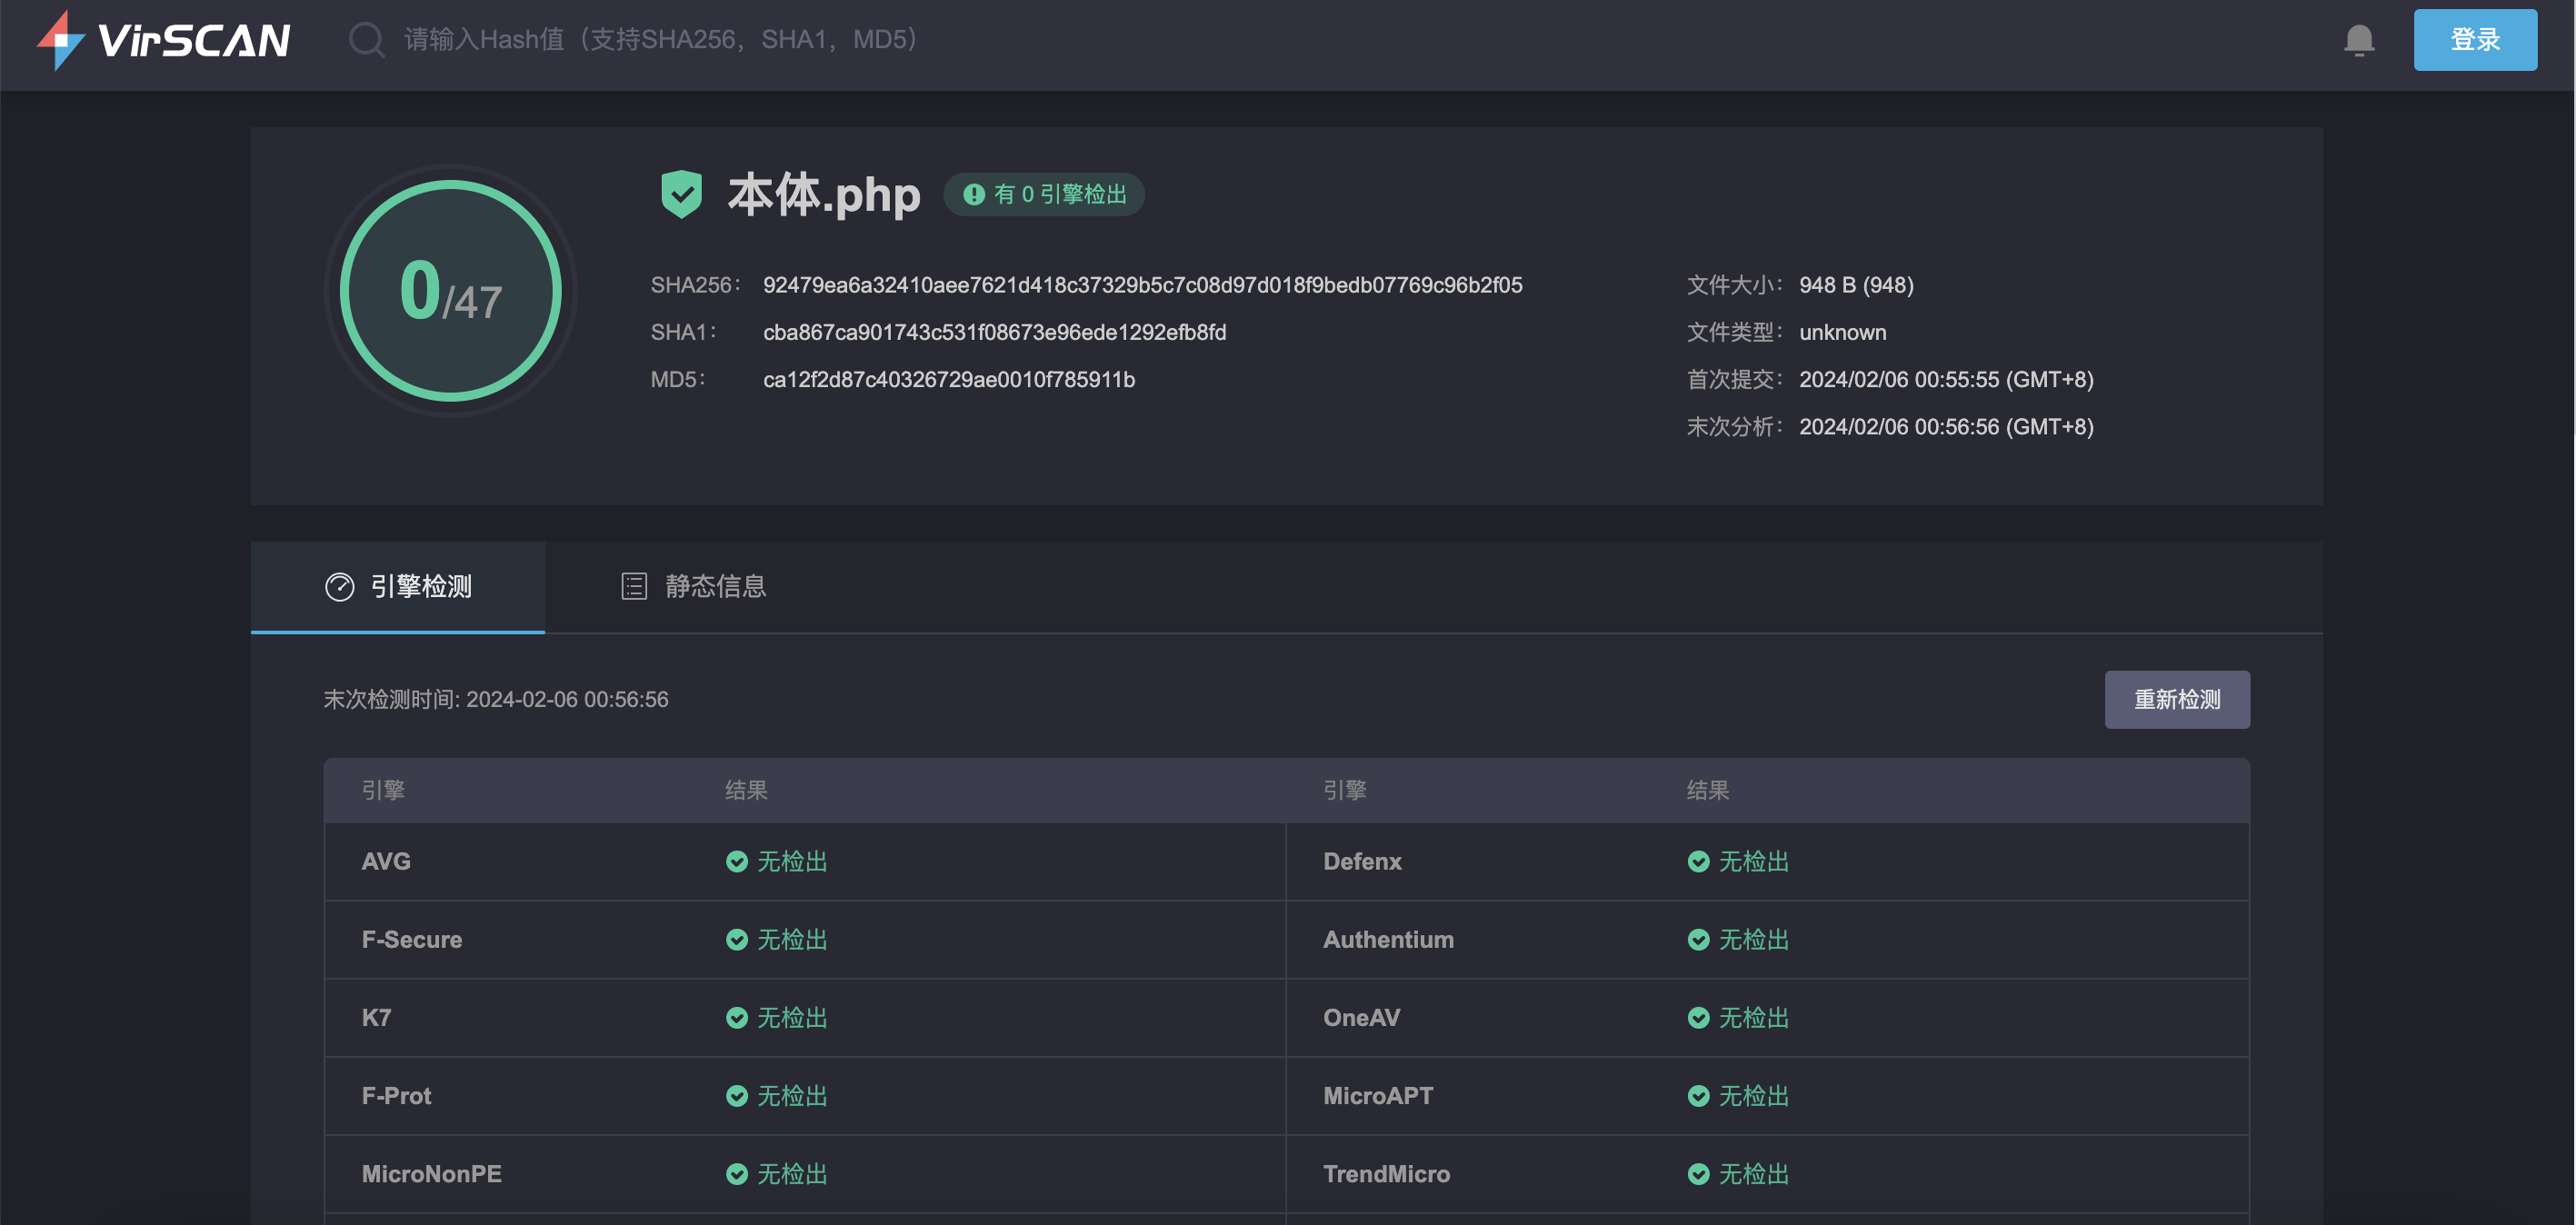 VirSCAN
请输入Hash值（支持SHA256，SHA1，MD5）
登录
本体.php
有 0 引擎检出
0/47
SHA256： 92479ea6a32410aee7621d418c37329b5c7c08d97d018f9bedb07769c96b2f05
文件大小： 948 B (948)
SHA1： cba867ca901743c531f08673e96ede1292efb8fd
文件类型： unknown
MD5： ca12f2d87c40326729ae0010f785911b
首次提交： 2024/02/06 00:55:55 (GMT+8)
末次分析： 2024/02/06 00:56:56 (GMT+8)
引擎检测 静态信息
末次检测时间: 2024-02-06 00:56:56
重新检测
引擎 结果 引擎 结果
AVG 无检出 Defenx 无检出
F-Secure 无检出 Authentium 无检出
K7 无检出 OneAV 无检出
F-Prot 无检出 MicroAPT 无检出
MicroNonPE 无检出 TrendMicro 无检出